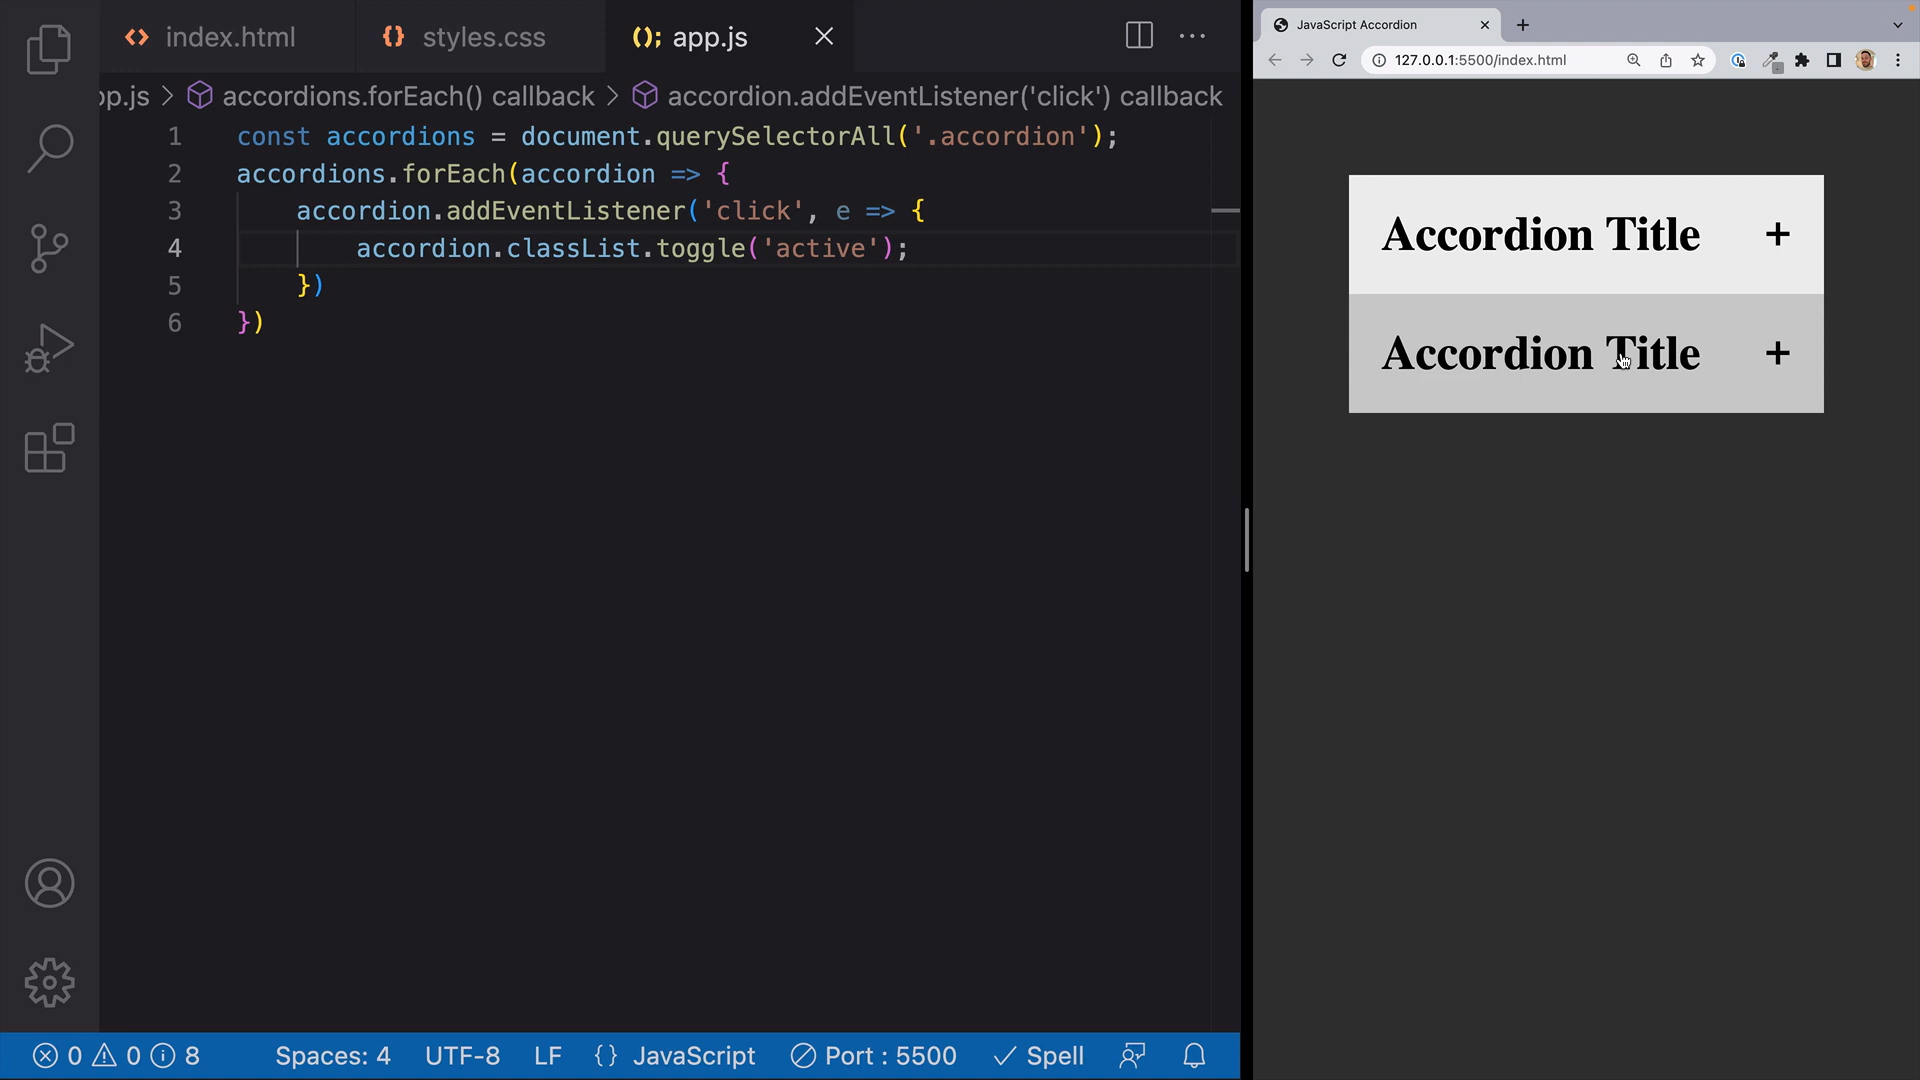 index.html
styles.css
(); app.js
pp.js > accordions.forEach() callback > accordion.addEventListener('click') callback
1 const accordions = document.querySelectorAll('.accordion');
2 accordions.forEach(accordion => {
3 accordion.addEventListener('click', e => {
4 accordion.classList.toggle('active');
5 })
6 })
0 0 8 Spaces: 4 UTF-8 LF {} JavaScript Port : 5500 Spell
JavaScript Accordion
127.0.0.1:5500/index.html
Accordion Title +
Accordion Title +